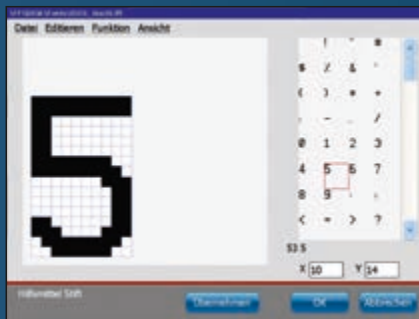 Datei Editieren Funktion Ansicht
5
! " #
$ % & '
( ) * +
, - . /
0 1 2 3
4 5 6 7
8 9 : ;
< = > ?
53 5
X 10 Y 14
Hilfsmittel Stift
Übernehmen OK Abbrechen